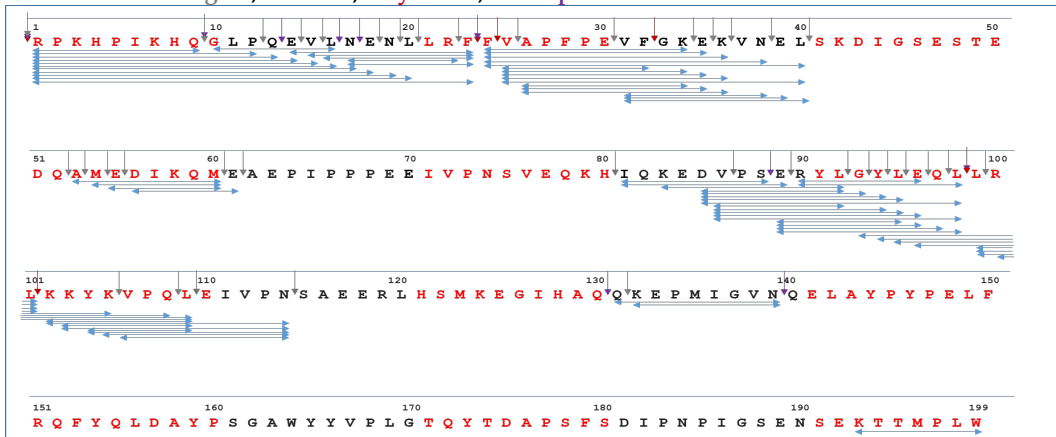 1 10 20 30 40 50
R P K H P I K H Q G L P Q E V L N E N L L R F F V A P F P E V F G K E K V N E L S K D I G S E S T E
51 60 70 80 90 100
D Q A M E D I K Q M E A E P I P P P E E I V P N S V E Q K H I Q K E D V P S E R Y L G Y L E Q L L R
101 110 120 130 140 150
L K K Y K V P Q L E I V P N S A E E R L H S M K E G I H A Q Q K E P M I G V N Q E L A Y P Y P E L F
151 160 170 180 190 199
R Q F Y Q L D A Y P S G A W Y Y V P L G T Q Y T D A P S F S D I P N P I G S E N S E K T T M P L W